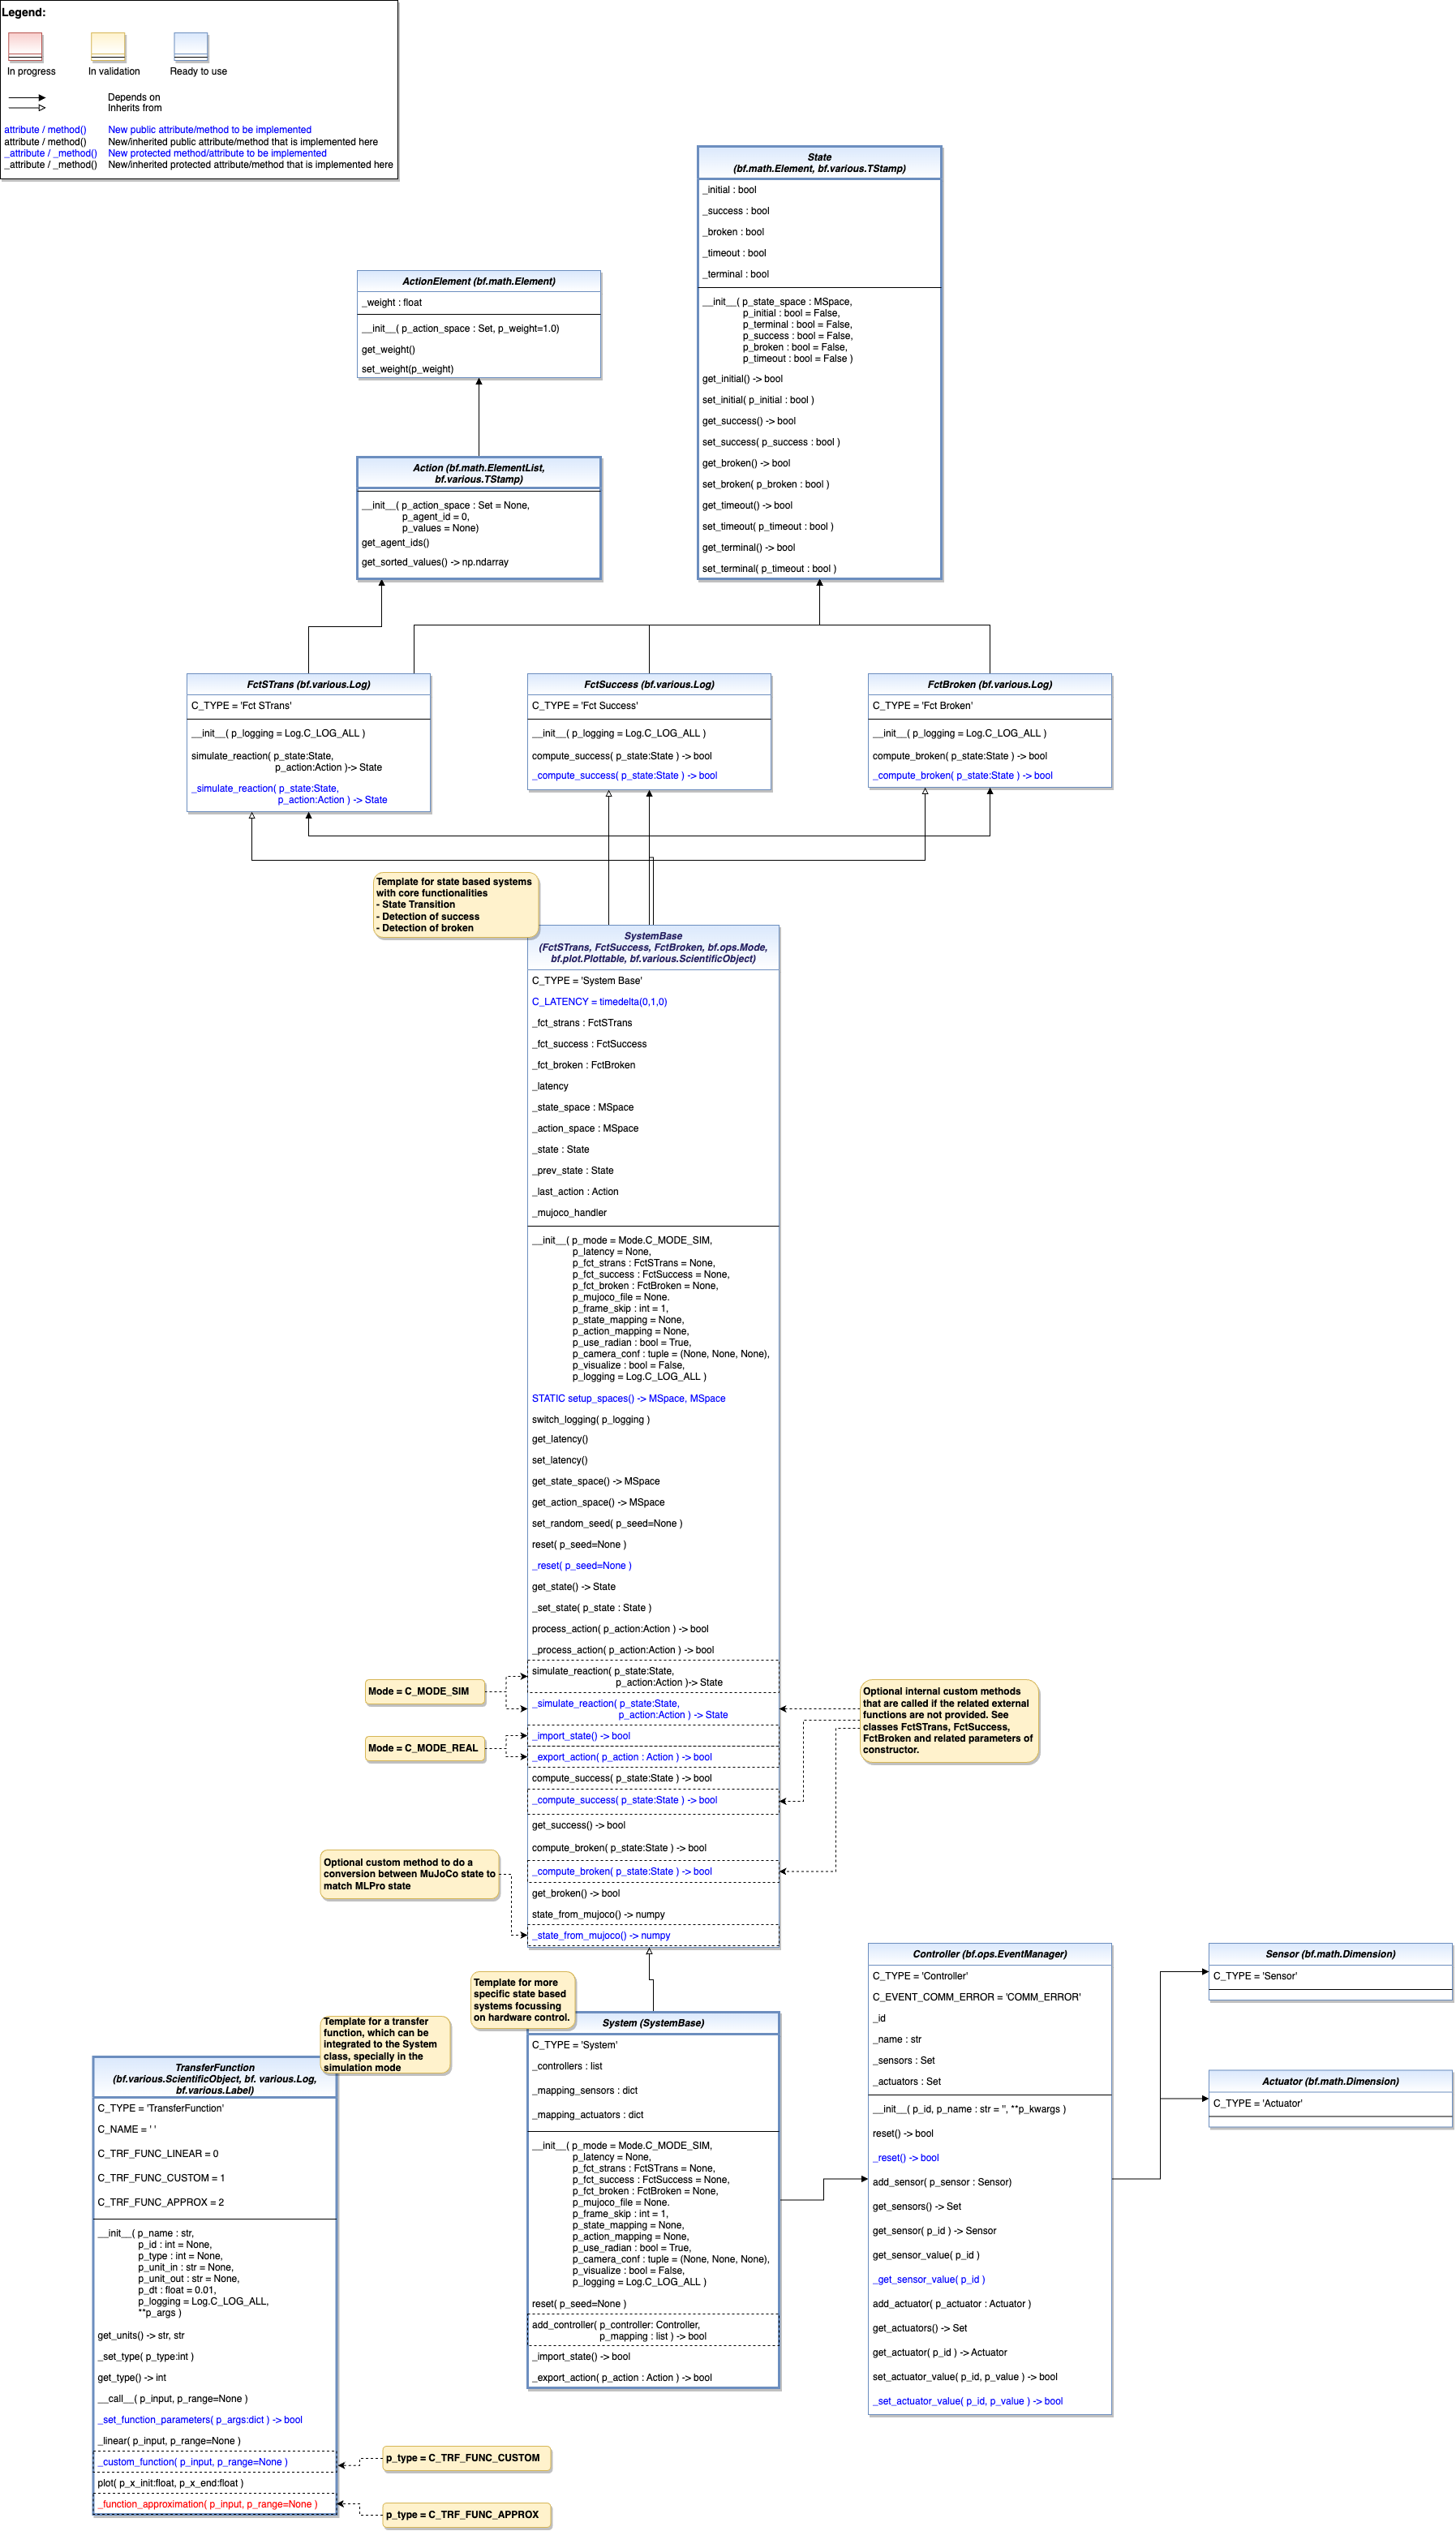 Legend:
In progress
In validation
Ready to use
Depends on
Inherits from
attribute / method() New public attribute/method to be implemented
attribute / method() New/inherited public attribute/method that is implemented here
_attribute / _method() New protected method/attribute to be implemented
_attribute / _method() New/inherited protected attribute/method that is implemented here
State
(bf.math.Element, bf.various.TStamp)
_initial : bool
_success : bool
_broken : bool
_timeout : bool
_terminal : bool
__init__( p_state_space : MSpace,
p_initial : bool = False,
p_terminal : bool = False,
p_success : bool = False,
p_broken : bool = False,
p_timeout : bool = False )
get_initial() -> bool
set_initial( p_initial : bool )
get_success() -> bool
set_success( p_success : bool )
get_broken() -> bool
set_broken( p_broken : bool )
get_timeout() -> bool
set_timeout( p_timeout : bool )
get_terminal() -> bool
set_terminal( p_timeout : bool )
ActionElement (bf.math.Element)
_weight : float
__init__( p_action_space : Set, p_weight=1.0)
get_weight()
set_weight(p_weight)
Action (bf.math.ElementList,
bf.various.TStamp)
__init__( p_action_space : Set = None,
p_agent_id = 0,
p_values = None)
get_agent_ids()
get_sorted_values() -> np.ndarray
FctSTrans (bf.various.Log)
C_TYPE = 'Fct STrans'
__init__( p_logging = Log.C_LOG_ALL )
simulate_reaction( p_state:State,
p_action:Action )-> State
_simulate_reaction( p_state:State,
p_action:Action ) -> State
FctSuccess (bf.various.Log)
C_TYPE = 'Fct Success'
__init__( p_logging = Log.C_LOG_ALL )
compute_success( p_state:State ) -> bool
_compute_success( p_state:State ) -> bool
FctBroken (bf.various.Log)
C_TYPE = 'Fct Broken'
__init__( p_logging = Log.C_LOG_ALL )
compute_broken( p_state:State ) -> bool
_compute_broken( p_state:State ) -> bool
Template for state based systems
with core functionalities
- State Transition
- Detection of success
- Detection of broken
SystemBase
(FctSTrans, FctSuccess, FctBroken, bf.ops.Mode,
bf.plot.Plottable, bf.various.ScientificObject)
C_TYPE = 'System Base'
C_LATENCY = timedelta(0,1,0)
_fct_strans : FctSTrans
_fct_success : FctSuccess
_fct_broken : FctBroken
_latency
_state_space : MSpace
_action_space : MSpace
_state : State
_prev_state : State
_last_action : Action
_mujoco_handler
__init__( p_mode = Mode.C_MODE_SIM,
p_latency = None,
p_fct_strans : FctSTrans = None,
p_fct_success : FctSuccess = None,
p_fct_broken : FctBroken = None,
p_mujoco_file = None.
p_frame_skip : int = 1,
p_state_mapping = None,
p_action_mapping = None,
p_use_radian : bool = True,
p_camera_conf : tuple = (None, None, None),
p_visualize : bool = False,
p_logging = Log.C_LOG_ALL )
STATIC setup_spaces() -> MSpace, MSpace
switch_logging( p_logging )
get_latency()
set_latency()
get_state_space() -> MSpace
get_action_space() -> MSpace
set_random_seed( p_seed=None )
reset( p_seed=None )
_reset( p_seed=None )
get_state() -> State
_set_state( p_state : State )
process_action( p_action:Action ) -> bool
_process_action( p_action:Action ) -> bool
simulate_reaction( p_state:State,
p_action:Action )-> State
_simulate_reaction( p_state:State,
p_action:Action ) -> State
_import_state() -> bool
_export_action( p_action : Action ) -> bool
compute_success( p_state:State ) -> bool
_compute_success( p_state:State ) -> bool
get_success() -> bool
compute_broken( p_state:State ) -> bool
_compute_broken( p_state:State ) -> bool
get_broken() -> bool
state_from_mujoco() -> numpy
_state_from_mujoco() -> numpy
Mode = C_MODE_SIM
Mode = C_MODE_REAL
Optional internal custom methods
that are called if the related external
functions are not provided. See
classes FctSTrans, FctSuccess,
FctBroken and related parameters of
constructor.
Optional custom method to do a
conversion between MuJoCo state to
match MLPro state
Template for more
specific state based
systems focussing
on hardware control.
System (SystemBase)
C_TYPE = 'System'
_controllers : list
_mapping_sensors : dict
_mapping_actuators : dict
__init__( p_mode = Mode.C_MODE_SIM,
p_latency = None,
p_fct_strans : FctSTrans = None,
p_fct_success : FctSuccess = None,
p_fct_broken : FctBroken = None,
p_mujoco_file = None.
p_frame_skip : int = 1,
p_state_mapping = None,
p_action_mapping = None,
p_use_radian : bool = True,
p_camera_conf : tuple = (None, None, None),
p_visualize : bool = False,
p_logging = Log.C_LOG_ALL )
reset( p_seed=None )
add_controller( p_controller: Controller,
p_mapping : list ) -> bool
_import_state() -> bool
_export_action( p_action : Action ) -> bool
Controller (bf.ops.EventManager)
C_TYPE = 'Controller'
C_EVENT_COMM_ERROR = 'COMM_ERROR'
_id
_name : str
_sensors : Set
_actuators : Set
__init__( p_id, p_name : str = '', **p_kwargs )
reset() -> bool
_reset() -> bool
add_sensor( p_sensor : Sensor)
get_sensors() -> Set
get_sensor( p_id ) -> Sensor
get_sensor_value( p_id )
_get_sensor_value( p_id )
add_actuator( p_actuator : Actuator )
get_actuators() -> Set
get_actuator( p_id ) -> Actuator
set_actuator_value( p_id, p_value ) -> bool
_set_actuator_value( p_id, p_value ) -> bool
Sensor (bf.math.Dimension)
C_TYPE = 'Sensor'
Actuator (bf.math.Dimension)
C_TYPE = 'Actuator'
Template for a transfer
function, which can be
integrated to the System
class, specially in the
simulation mode
TransferFunction
(bf.various.ScientificObject, bf. various.Log,
bf.various.Label)
C_TYPE = 'TransferFunction'
C_NAME = ' '
C_TRF_FUNC_LINEAR = 0
C_TRF_FUNC_CUSTOM = 1
C_TRF_FUNC_APPROX = 2
__init__( p_name : str,
p_id : int = None,
p_type : int = None,
p_unit_in : str = None,
p_unit_out : str = None,
p_dt : float = 0.01,
p_logging = Log.C_LOG_ALL,
**p_args )
get_units() -> str, str
_set_type( p_type:int )
get_type() -> int
__call__( p_input, p_range=None )
_set_function_parameters( p_args:dict ) -> bool
_linear( p_input, p_range=None )
_custom_function( p_input, p_range=None )
plot( p_x_init:float, p_x_end:float )
_function_approximation( p_input, p_range=None )
p_type = C_TRF_FUNC_CUSTOM
p_type = C_TRF_FUNC_APPROX